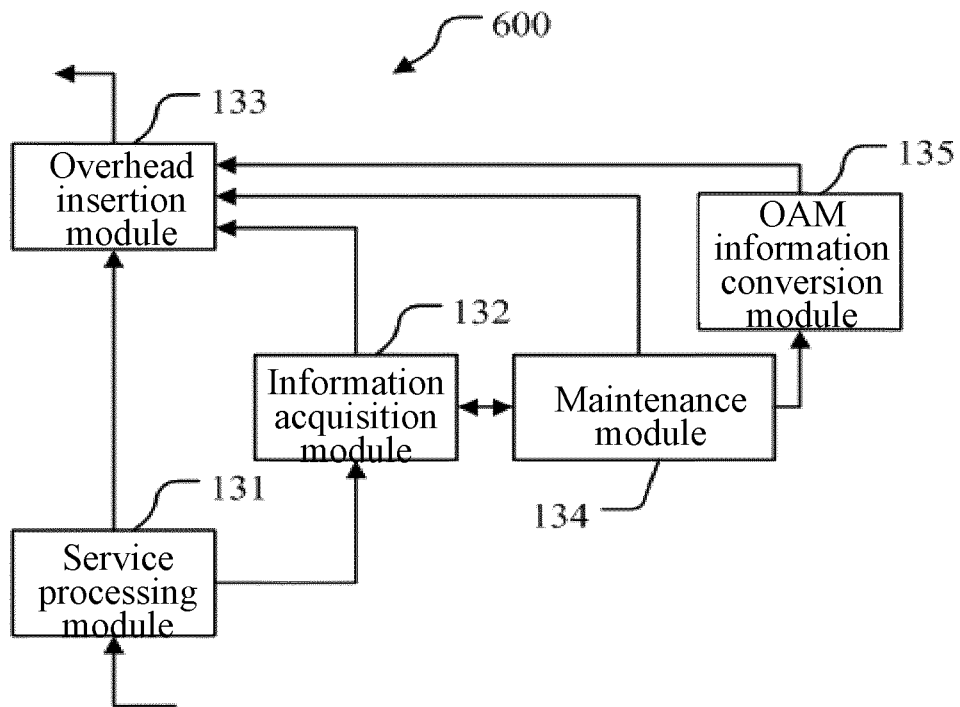 600
133
Overhead
insertion
module
135
OAM
information
conversion
module
132
Information
acquisition
module
Maintenance
module
134
131
Service
processing
module